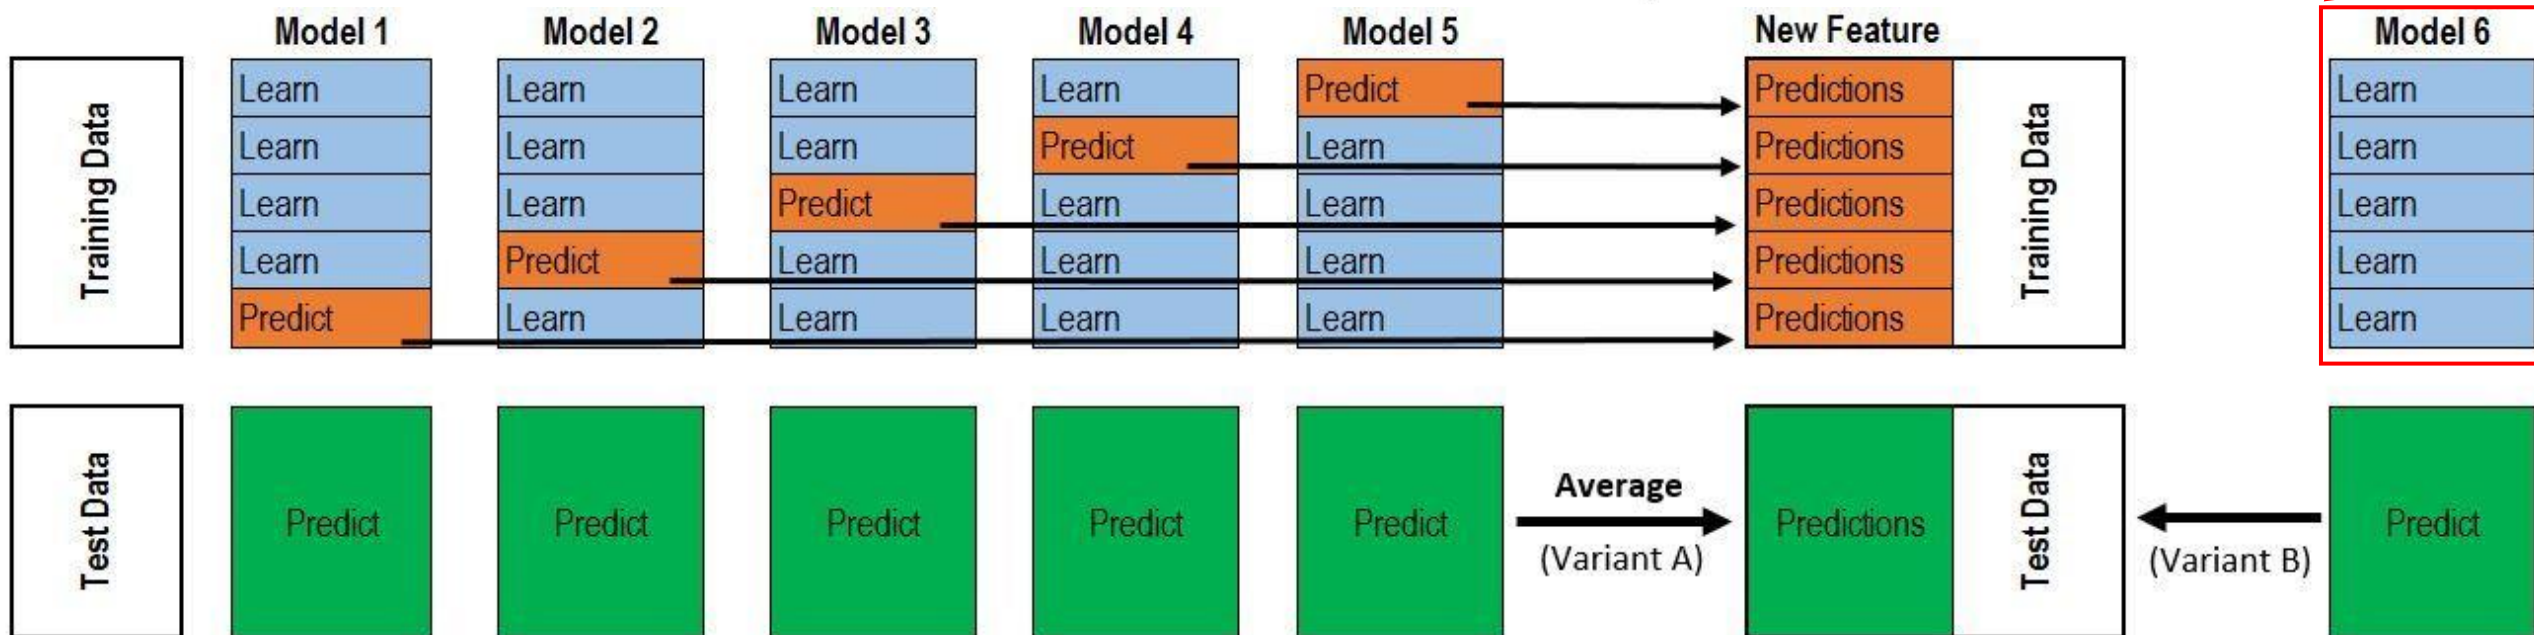 Model 1 Model 2 Model 3 Model 4 Model 5 New Feature Model 6
Training Data
Learn Learn Learn Learn Predict Predictions Learn
Learn Learn Learn Predict Learn Predictions Learn
Learn Learn Predict Learn Learn Predictions Learn
Learn Predict Learn Learn Learn Predictions Learn
Predict Learn Learn Learn Learn Predictions Learn
Training Data
Test Data
Predict Predict Predict Predict Predict
Average
(Variant A)
Predictions
Test Data
(Variant B)
Predict